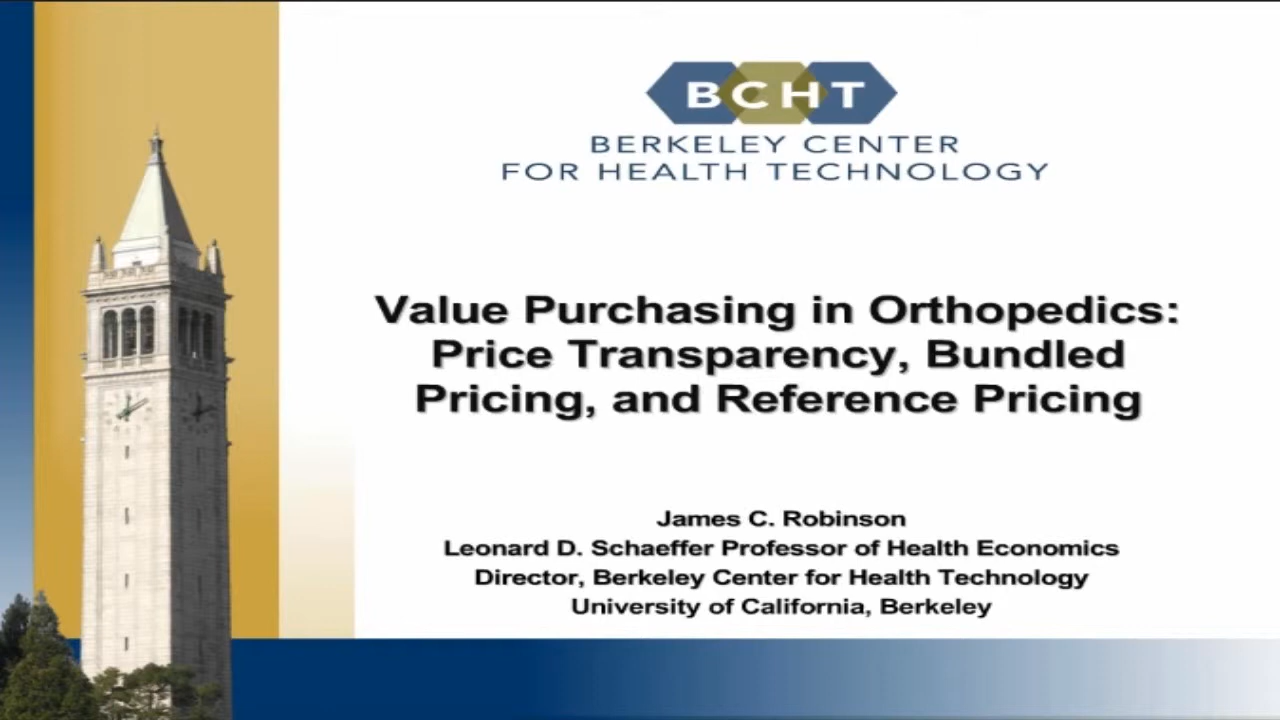 BCHT
BERKELEY CENTER
FOR HEALTH TECHNOLOGY
Value Purchasing in Orthopedics:
Price Transparency, Bundled
Pricing, and Reference Pricing
James C. Robinson
Leonard D. Schaeffer Professor of Health Economics
Director, Berkeley Center for Health Technology
University of California, Berkeley